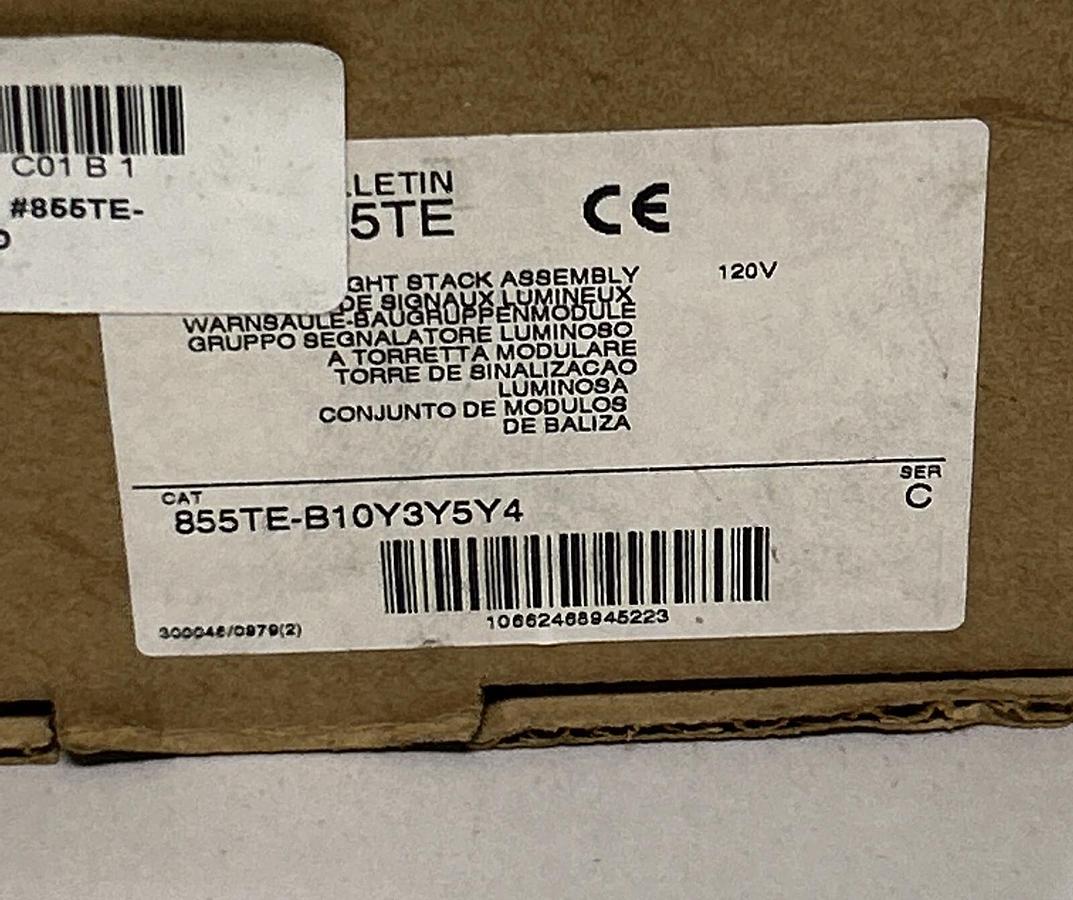 C01 B 1
#855TE-
LLETIN
5TE
CE
GHT STACK ASSEMBLY
120V
DE SIGNAUX LUMINEUX
WARNSAULE-BAUGRUPPENMODULE
GRUPPO SEGNALATORE LUMINOSO
A TORRETTA MODULARE
TORRE DE SINALIZACAO
LUMINOSA
CONJUNTO DE MODULOS
DE BALIZA
SER
C
CAT
855TE-B10Y3Y5Y4
10662468945223